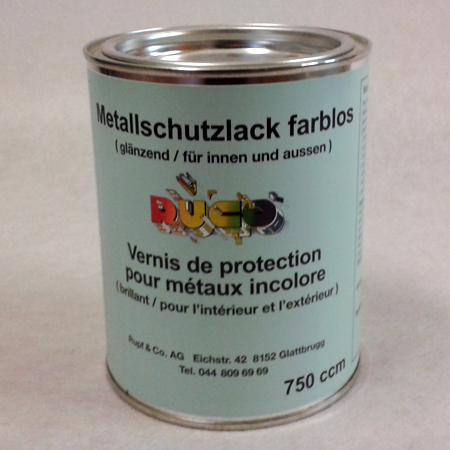 Metallschutzlack farblos
( glänzend / für innen und aussen )
RUCO
Vernis de protection
pour métaux incolore
( brillant / pour l'intérieur et l'extérieur )
Rupf & Co. AG Eichstr. 42 8152 Glattbrugg
Tel. 044 809 69 69
750 ccm